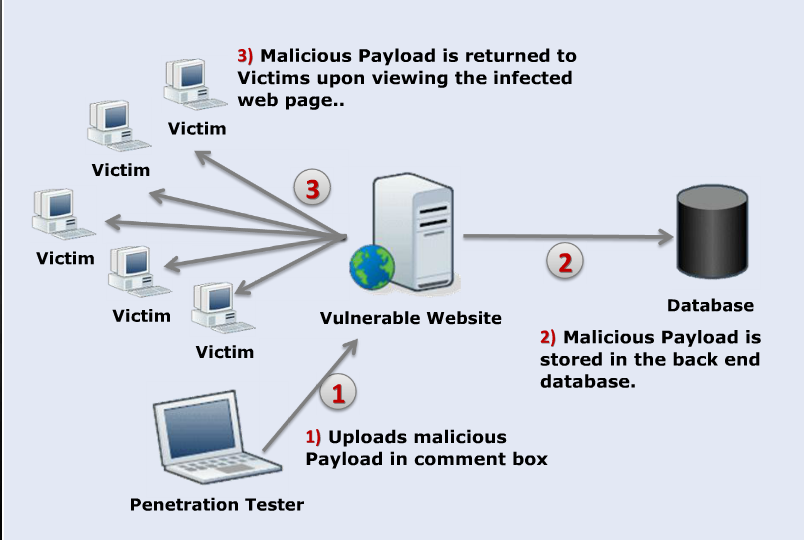 3) Malicious Payload is returned to
Victims upon viewing the infected
web page..
Victim
Victim
3
Victim
2
Victim
Database
Vulnerable Website
Victim
2) Malicious Payload is
stored in the back end
database.
1
1) Uploads malicious
Payload in comment box
Penetration Tester